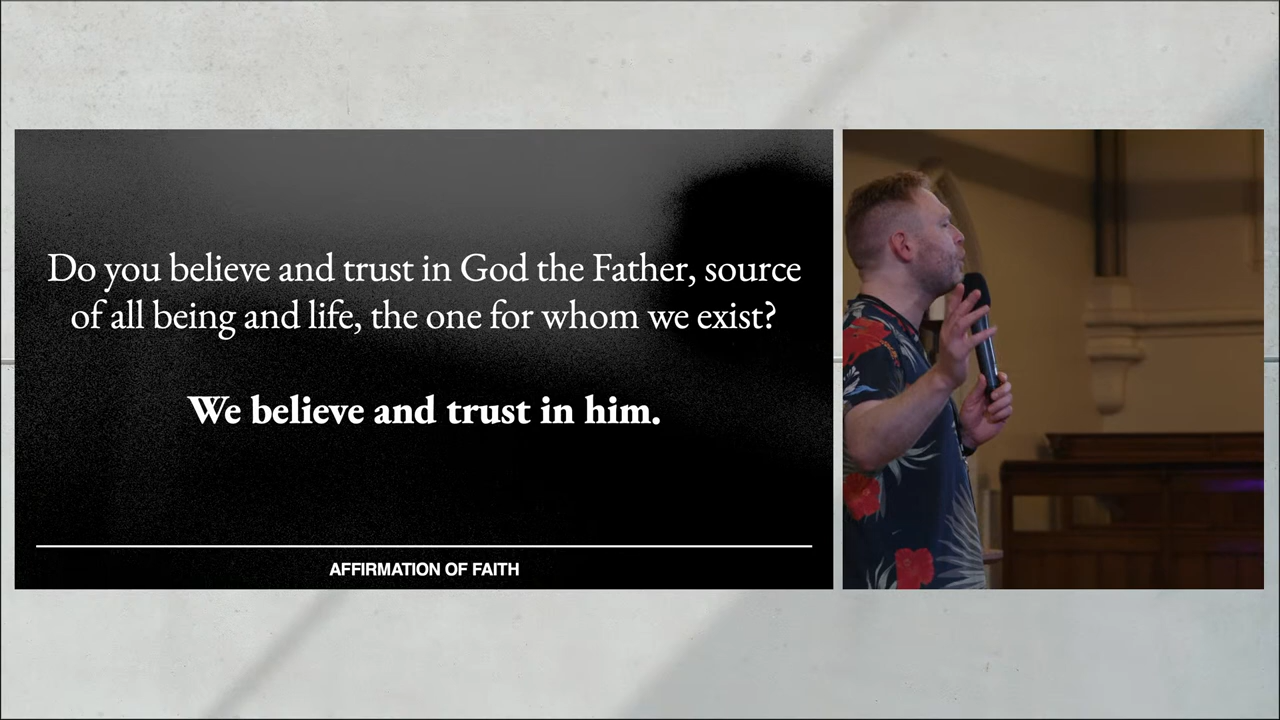 Do you believe and trust in God the Father, source
of all being and life, the one for whom we exist?
We believe and trust in him.
AFFIRMATION OF FAITH